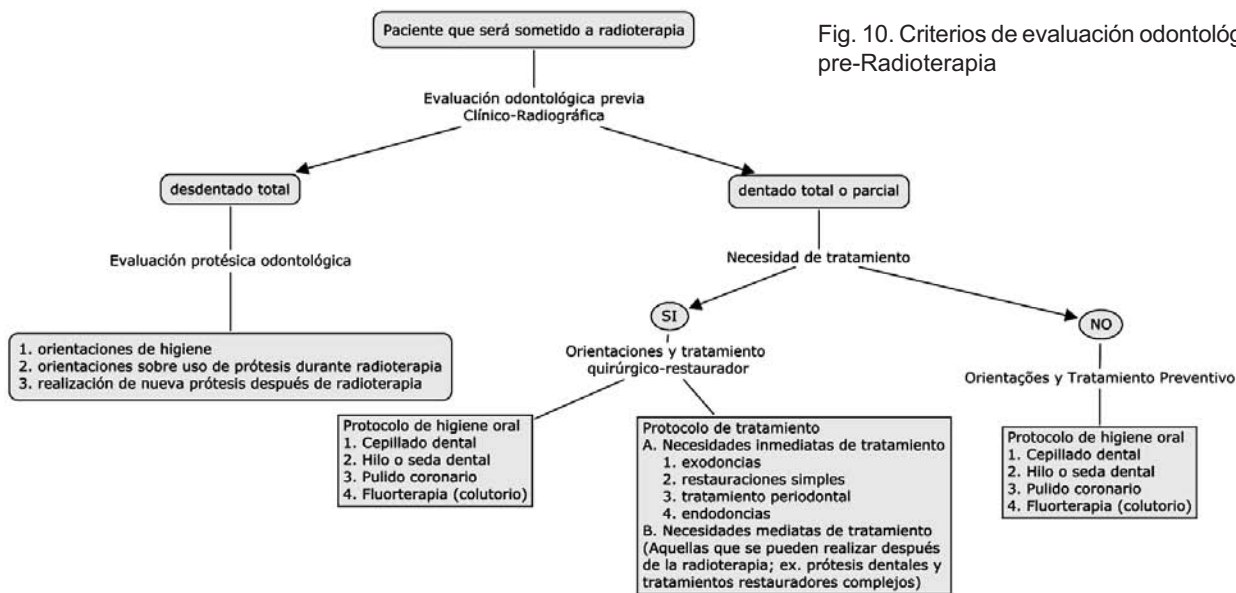 Paciente que será sometido a radioterapia
Fig. 10. Criterios de evaluación odontológ
pre-Radioterapia
Evaluación odontológica previa
Clínico-Radiográfica
desdentado total
dentado total o parcial
Evaluación protésica odontológica
Necesidad de tratamiento
1. orientaciones de higiene
2. orientaciones sobre uso de prótesis durante radioterapia
3. realización de nueva prótesis después de radioterapia
SI
NO
Orientaciones y tratamiento
quirúrgico-restaurador
Orientações y Tratamiento Preventivo
Protocolo de higiene oral
1. Cepillado dental
2. Hilo o seda dental
3. Pulido coronario
4. Fluorterapia (colutorio)
Protocolo de tratamiento
A. Necesidades inmediatas de tratamiento
1. exodoncias
2. restauraciones simples
3. tratamiento periodontal
4. endodoncias
B. Necesidades mediatas de tratamiento
(Aquellas que se pueden realizar después
de la radioterapia; ex. prótesis dentales y
tratamientos restauradores complejos)
Protocolo de higiene oral
1. Cepillado dental
2. Hilo o seda dental
3. Pulido coronario
4. Fluorterapia (colutorio)